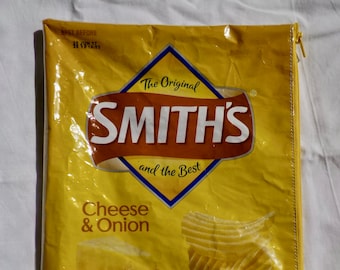 The Original
SMITH'S
®
and the Best
Cheese
& Onion